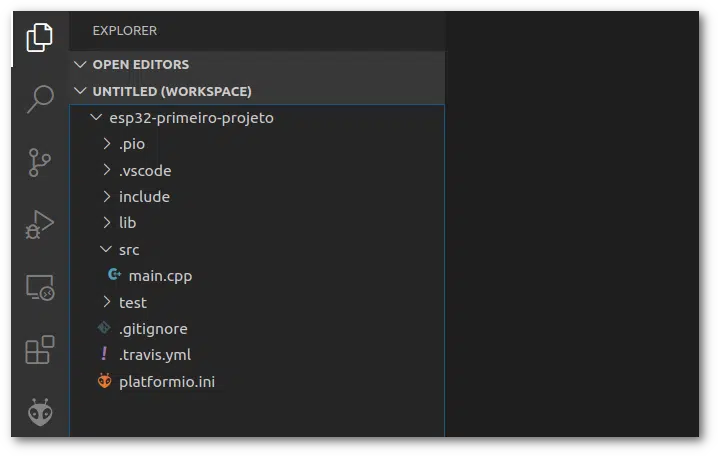 EXPLORER
OPEN EDITORS
UNTITLED (WORKSPACE)
esp32-primeiro-projeto
.pio
.vscode
include
lib
src
main.cpp
test
.gitignore
.travis.yml
platformio.ini